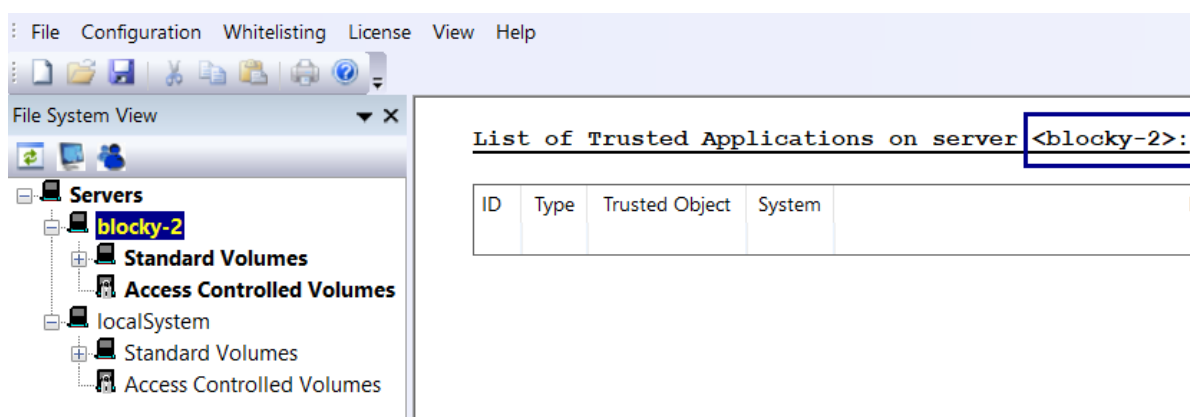 File Configuration Whitelisting License View Help
File System View
Servers
blocky-2
Standard Volumes
Access Controlled Volumes
localSystem
Standard Volumes
Access Controlled Volumes
List of Trusted Applications on server <blocky-2>:
ID Type Trusted Object System